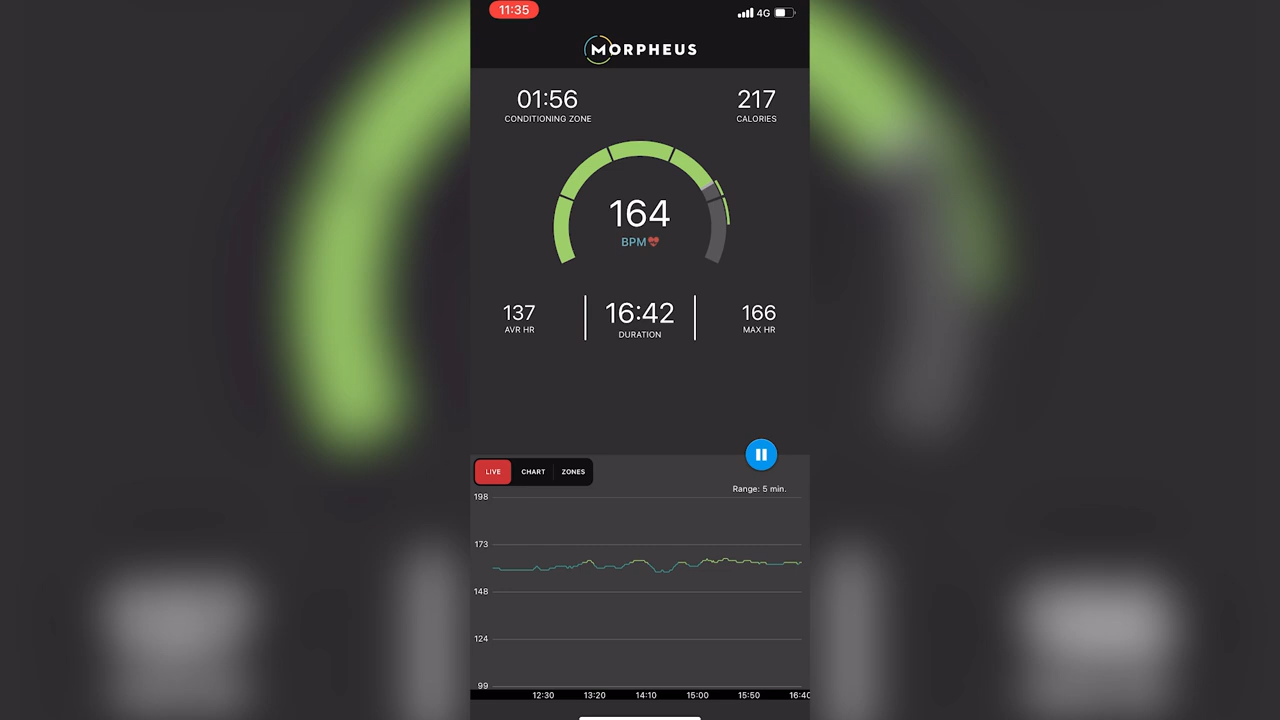 11:35
4G
MORPHEUS
01:56
CONDITIONING ZONE
217
CALORIES
164
BPM
137
AVR HR
16:42
DURATION
166
MAX HR
LIVE CHART ZONES
Range: 5 min.
198
173
148
124
99
12:30 13:20 14:10 15:00 15:50 16:40